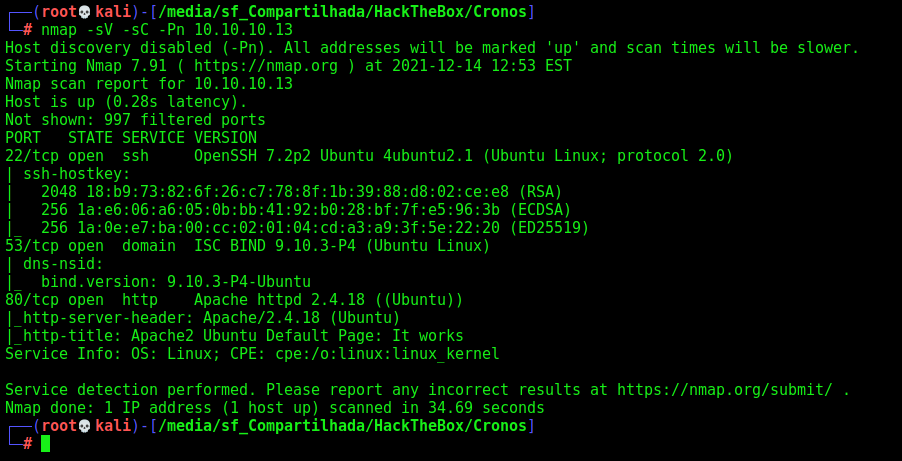 ┌──(root💀kali)-[/media/sf_Compartilhada/HackTheBox/Cronos]
└─# nmap -sV -sC -Pn 10.10.10.13
Host discovery disabled (-Pn). All addresses will be marked 'up' and scan times will be slower.
Starting Nmap 7.91 ( https://nmap.org ) at 2021-12-14 12:53 EST
Nmap scan report for 10.10.10.13
Host is up (0.28s latency).
Not shown: 997 filtered ports
PORT   STATE SERVICE VERSION
22/tcp open  ssh     OpenSSH 7.2p2 Ubuntu 4ubuntu2.1 (Ubuntu Linux; protocol 2.0)
| ssh-hostkey:
|   2048 18:b9:73:82:6f:26:c7:78:8f:1b:39:88:d8:02:ce:e8 (RSA)
|   256 1a:e6:06:a6:05:0b:bb:41:92:b0:28:bf:7f:e5:96:3b (ECDSA)
|_  256 1a:0e:e7:ba:00:cc:02:01:04:cd:a3:a9:3f:5e:22:20 (ED25519)
53/tcp open  domain  ISC BIND 9.10.3-P4 (Ubuntu Linux)
| dns-nsid:
|_  bind.version: 9.10.3-P4-Ubuntu
80/tcp open  http    Apache httpd 2.4.18 ((Ubuntu))
|_http-server-header: Apache/2.4.18 (Ubuntu)
|_http-title: Apache2 Ubuntu Default Page: It works
Service Info: OS: Linux; CPE: cpe:/o:linux:linux_kernel
Service detection performed. Please report any incorrect results at https://nmap.org/submit/ .
Nmap done: 1 IP address (1 host up) scanned in 34.69 seconds
┌──(root💀kali)-[/media/sf_Compartilhada/HackTheBox/Cronos]
└─#